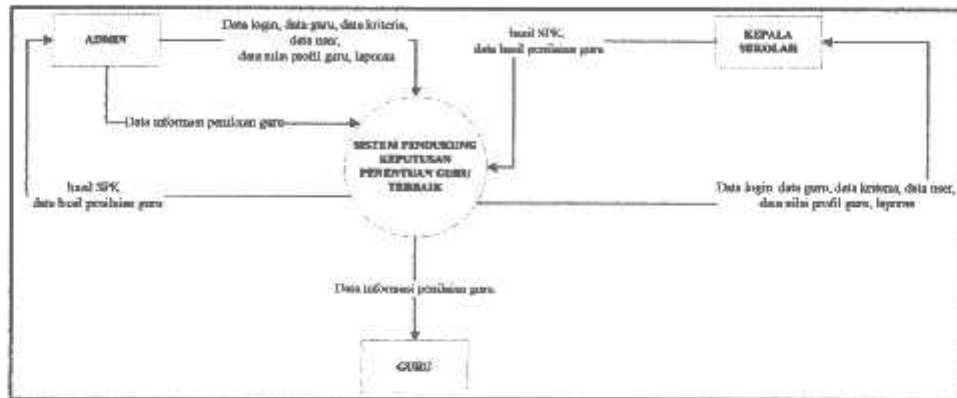 ADMIN
Data login, data guru, data kriteria,
data user,
data nilai profil guru, laporan
hasil SPK,
data hasil penilaian guru
KEPALA
SEKOLAH
Data informasi penilaian guru
SISTEM PENDUKUNG
KEPUTUSAN
PENENTUAN GURU
TERBAIK
hasil SPK,
data hasil penilaian guru
Data login, data guru, data kriteria, data user,
data nilai profil guru, laporan
Data informasi penilaian guru
GURU